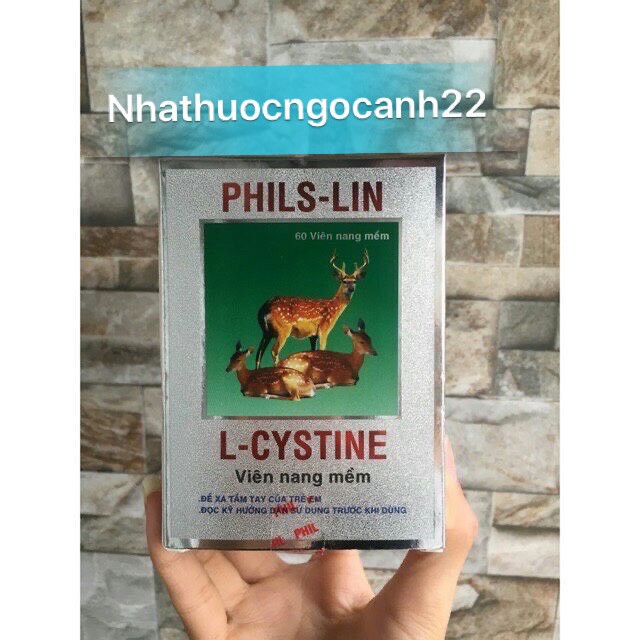 Nhathuocngocanh22
PHILS-LIN
60 Viên nang mềm
L-CYSTINE
Viên nang mềm
.ĐỂ XA TẦM TAY CỦA TRẺ EM
.ĐỌC KỸ HƯỚNG DẪN SỬ DỤNG TRƯỚC KHI DÙNG
PHIL